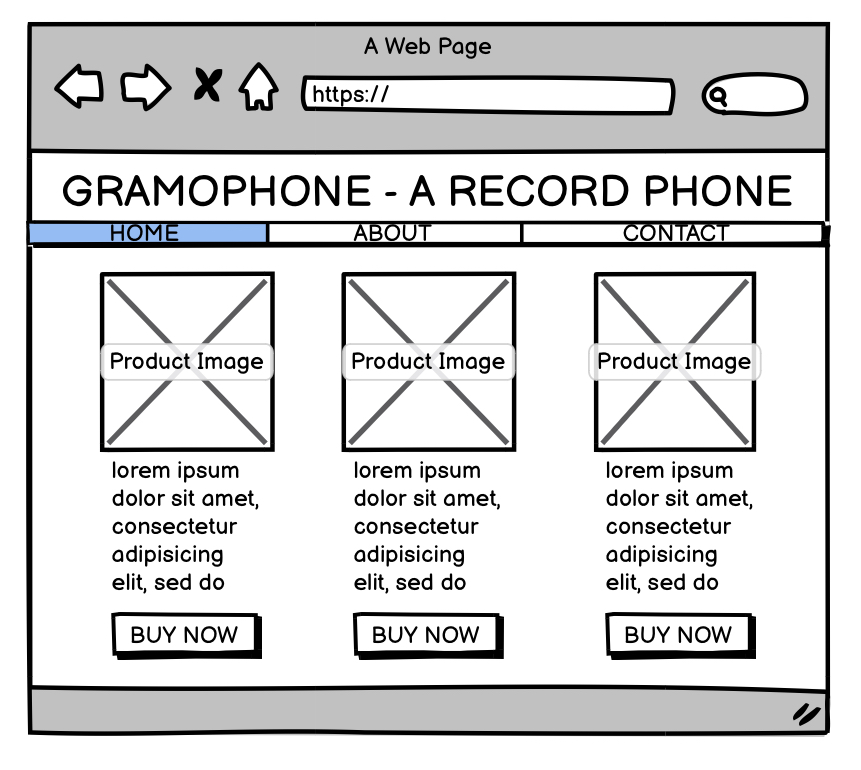 A Web Page
https://
GRAMOPHONE - A RECORD PHONE
HOME ABOUT CONTACT
Product Image Product Image Product Image
lorem ipsum
dolor sit amet,
consectetur
adipisicing
elit, sed do
lorem ipsum
dolor sit amet,
consectetur
adipisicing
elit, sed do
lorem ipsum
dolor sit amet,
consectetur
adipisicing
elit, sed do
BUY NOW BUY NOW BUY NOW